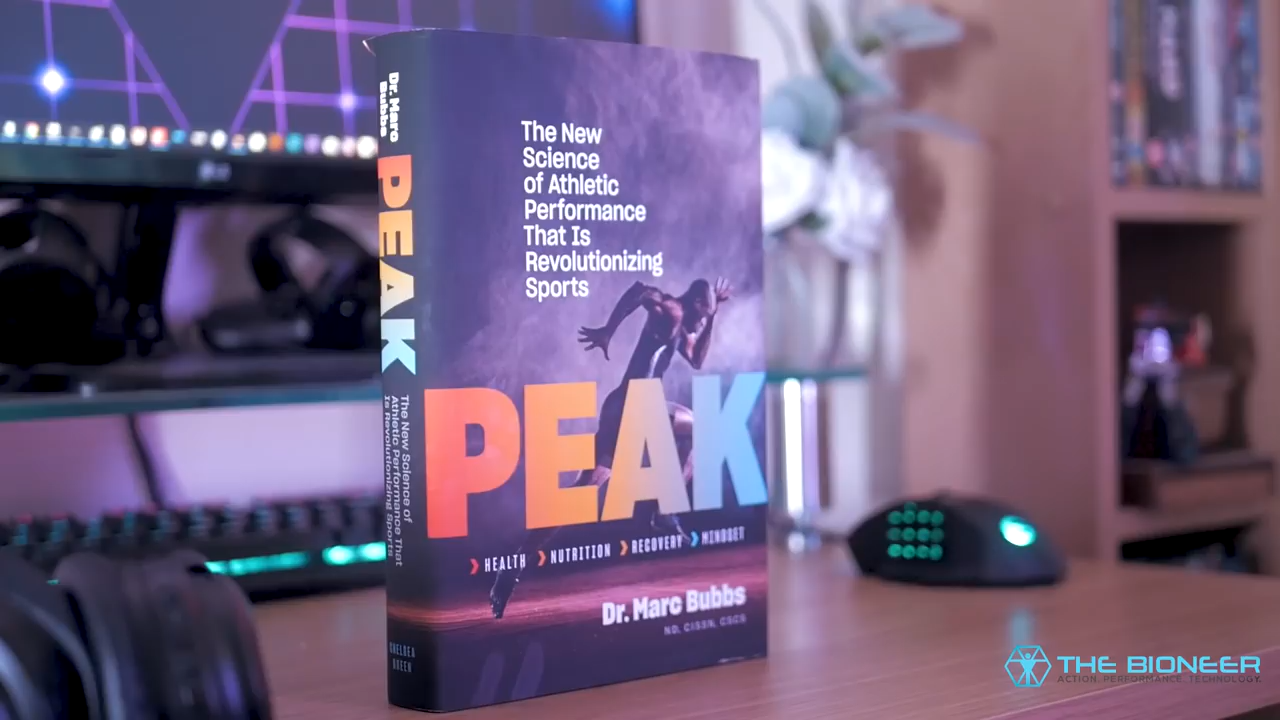 Dr. Marc
Bubbs
PEAK
The New Science of
Athletic Performance That
Is Revolutionizing Sports
CHELSEA
GREEN
The New
Science
of Athletic
Performance
That Is
Revolutionizing
Sports
PEAK
HEALTH NUTRITION RECOVERY MINDSET
Dr. Marc Bubbs
ND, CISSN, CSCS
LG
THE BIONEER
ACTION. PERFORMANCE. TECHNOLOGY.